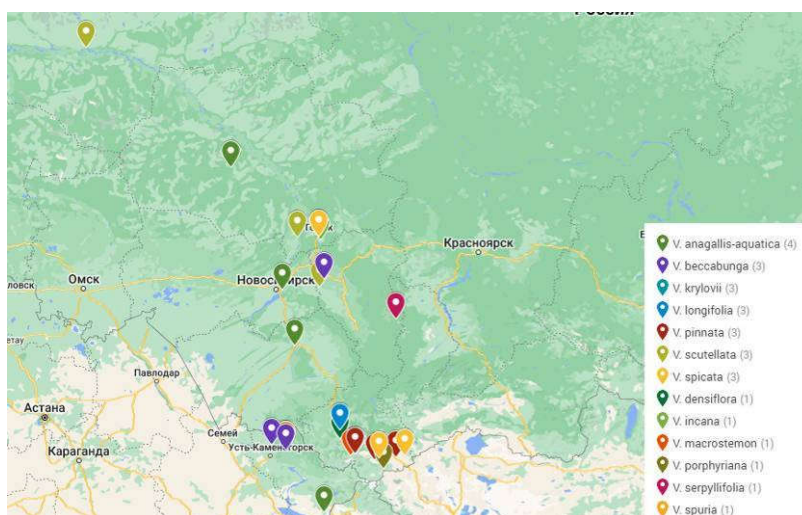 Россия
Красноярск
Омск
Новосибирск
Павлодар
Астана
Семей
Усть-Каменогорск
Караганда
V. anagallis-aquatica (4)
V. beccabunga (3)
V. krylovii (3)
V. longifolia (3)
V. pinnata (3)
V. scutellata (3)
V. spicata (3)
V. densiflora (1)
V. incana (1)
V. macrostemon (1)
V. porphyriana (1)
V. serpyllifolia (1)
V. spuria (1)